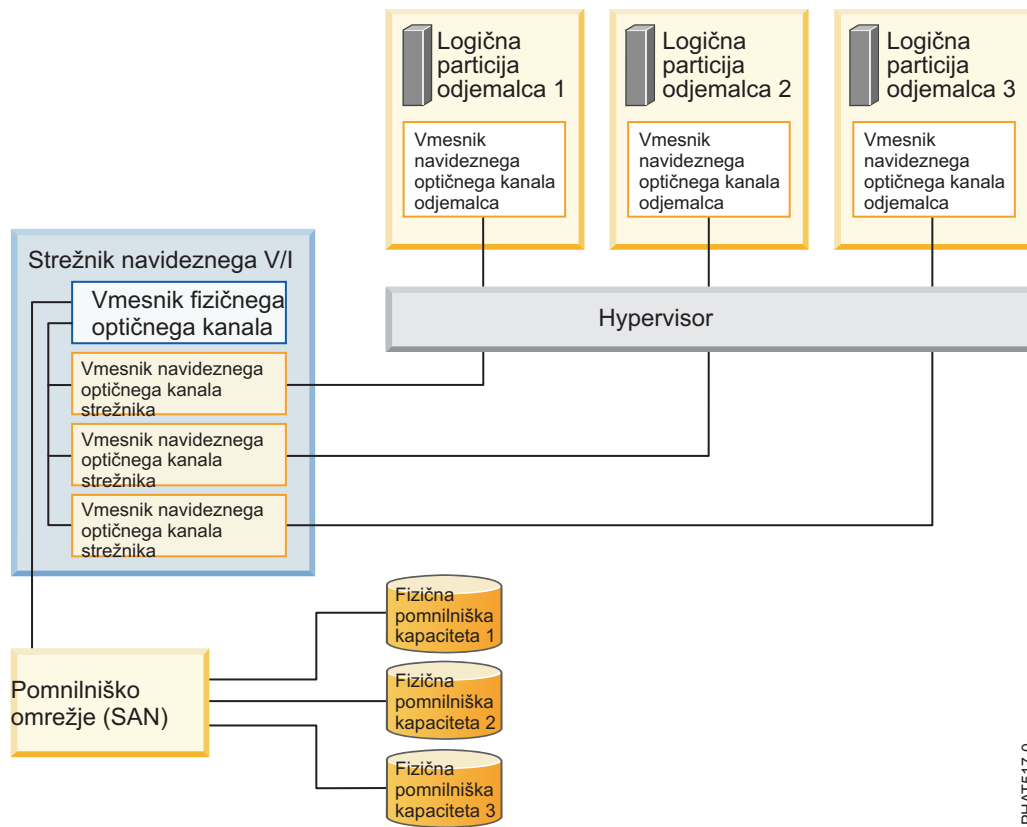 Logična
particija
odjemalca 1
Vmesnik
navideznega
optičnega kanala
odjemalca
Logična
particija
odjemalca 2
Vmesnik
navideznega
optičnega kanala
odjemalca
Logična
particija
odjemalca 3
Vmesnik
navideznega
optičnega kanala
odjemalca
Strežnik navideznega V/I
Vmesnik fizičnega
optičnega kanala
Vmesnik navideznega
optičnega kanala
strežnika
Vmesnik navideznega
optičnega kanala
strežnika
Vmesnik navideznega
optičnega kanala
strežnika
Hypervisor
Pomnilniško
omrežje (SAN)
Fizična
pomnilniška
kapaciteta 1
Fizična
pomnilniška
kapaciteta 2
Fizična
pomnilniška
kapaciteta 3
PHAT517-0